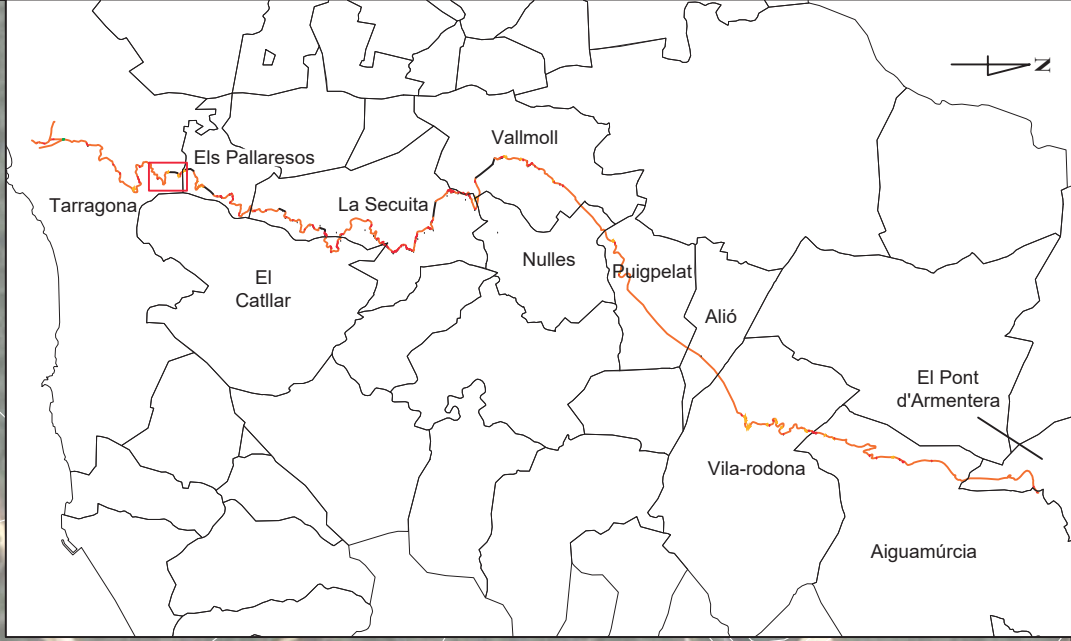 N
Vallmoll
Els Pallaresos
Tarragona
La Secuita
Nulles
El
Catllar
Puigpelat
Alió
El Pont
d'Armentera
Vila-rodona
Aiguamúrcia